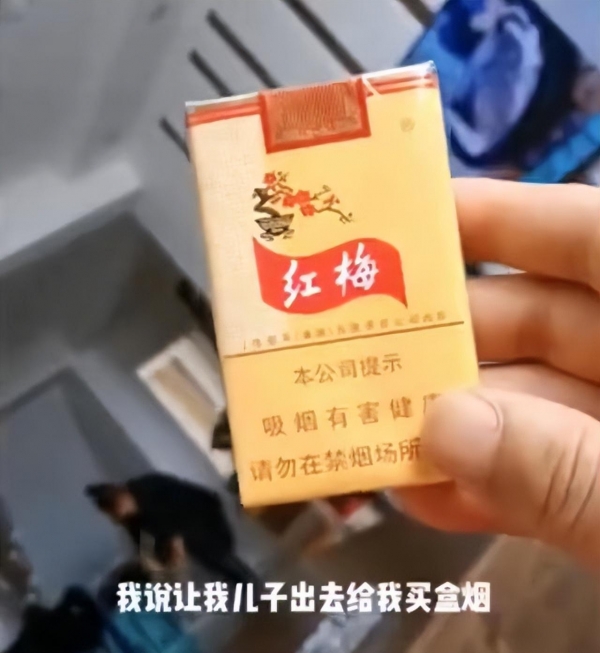 红梅
本公司提示
吸烟有害健康
请勿在禁烟场所
我说让我儿子出去给我买盒烟